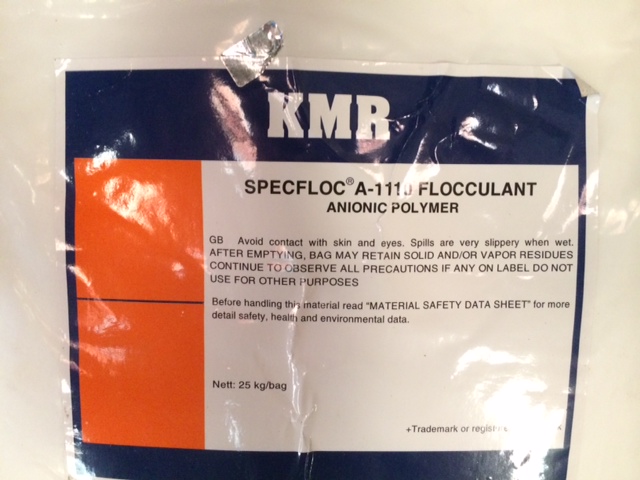 KMR
SPECFLOC® A-1110 FLOCCULANT
ANIONIC POLYMER
GB Avoid contact with skin and eyes. Spills are very slippery when wet.
AFTER EMPTYING, BAG MAY RETAIN SOLID AND/OR VAPOR RESIDUES
CONTINUE TO OBSERVE ALL PRECAUTIONS IF ANY ON LABEL DO NOT
USE FOR OTHER PURPOSES
Before handling this material read "MATERIAL SAFETY DATA SHEET" for more
detail safety, health and environmental data.
Nett: 25 kg/bag
+Trademark or